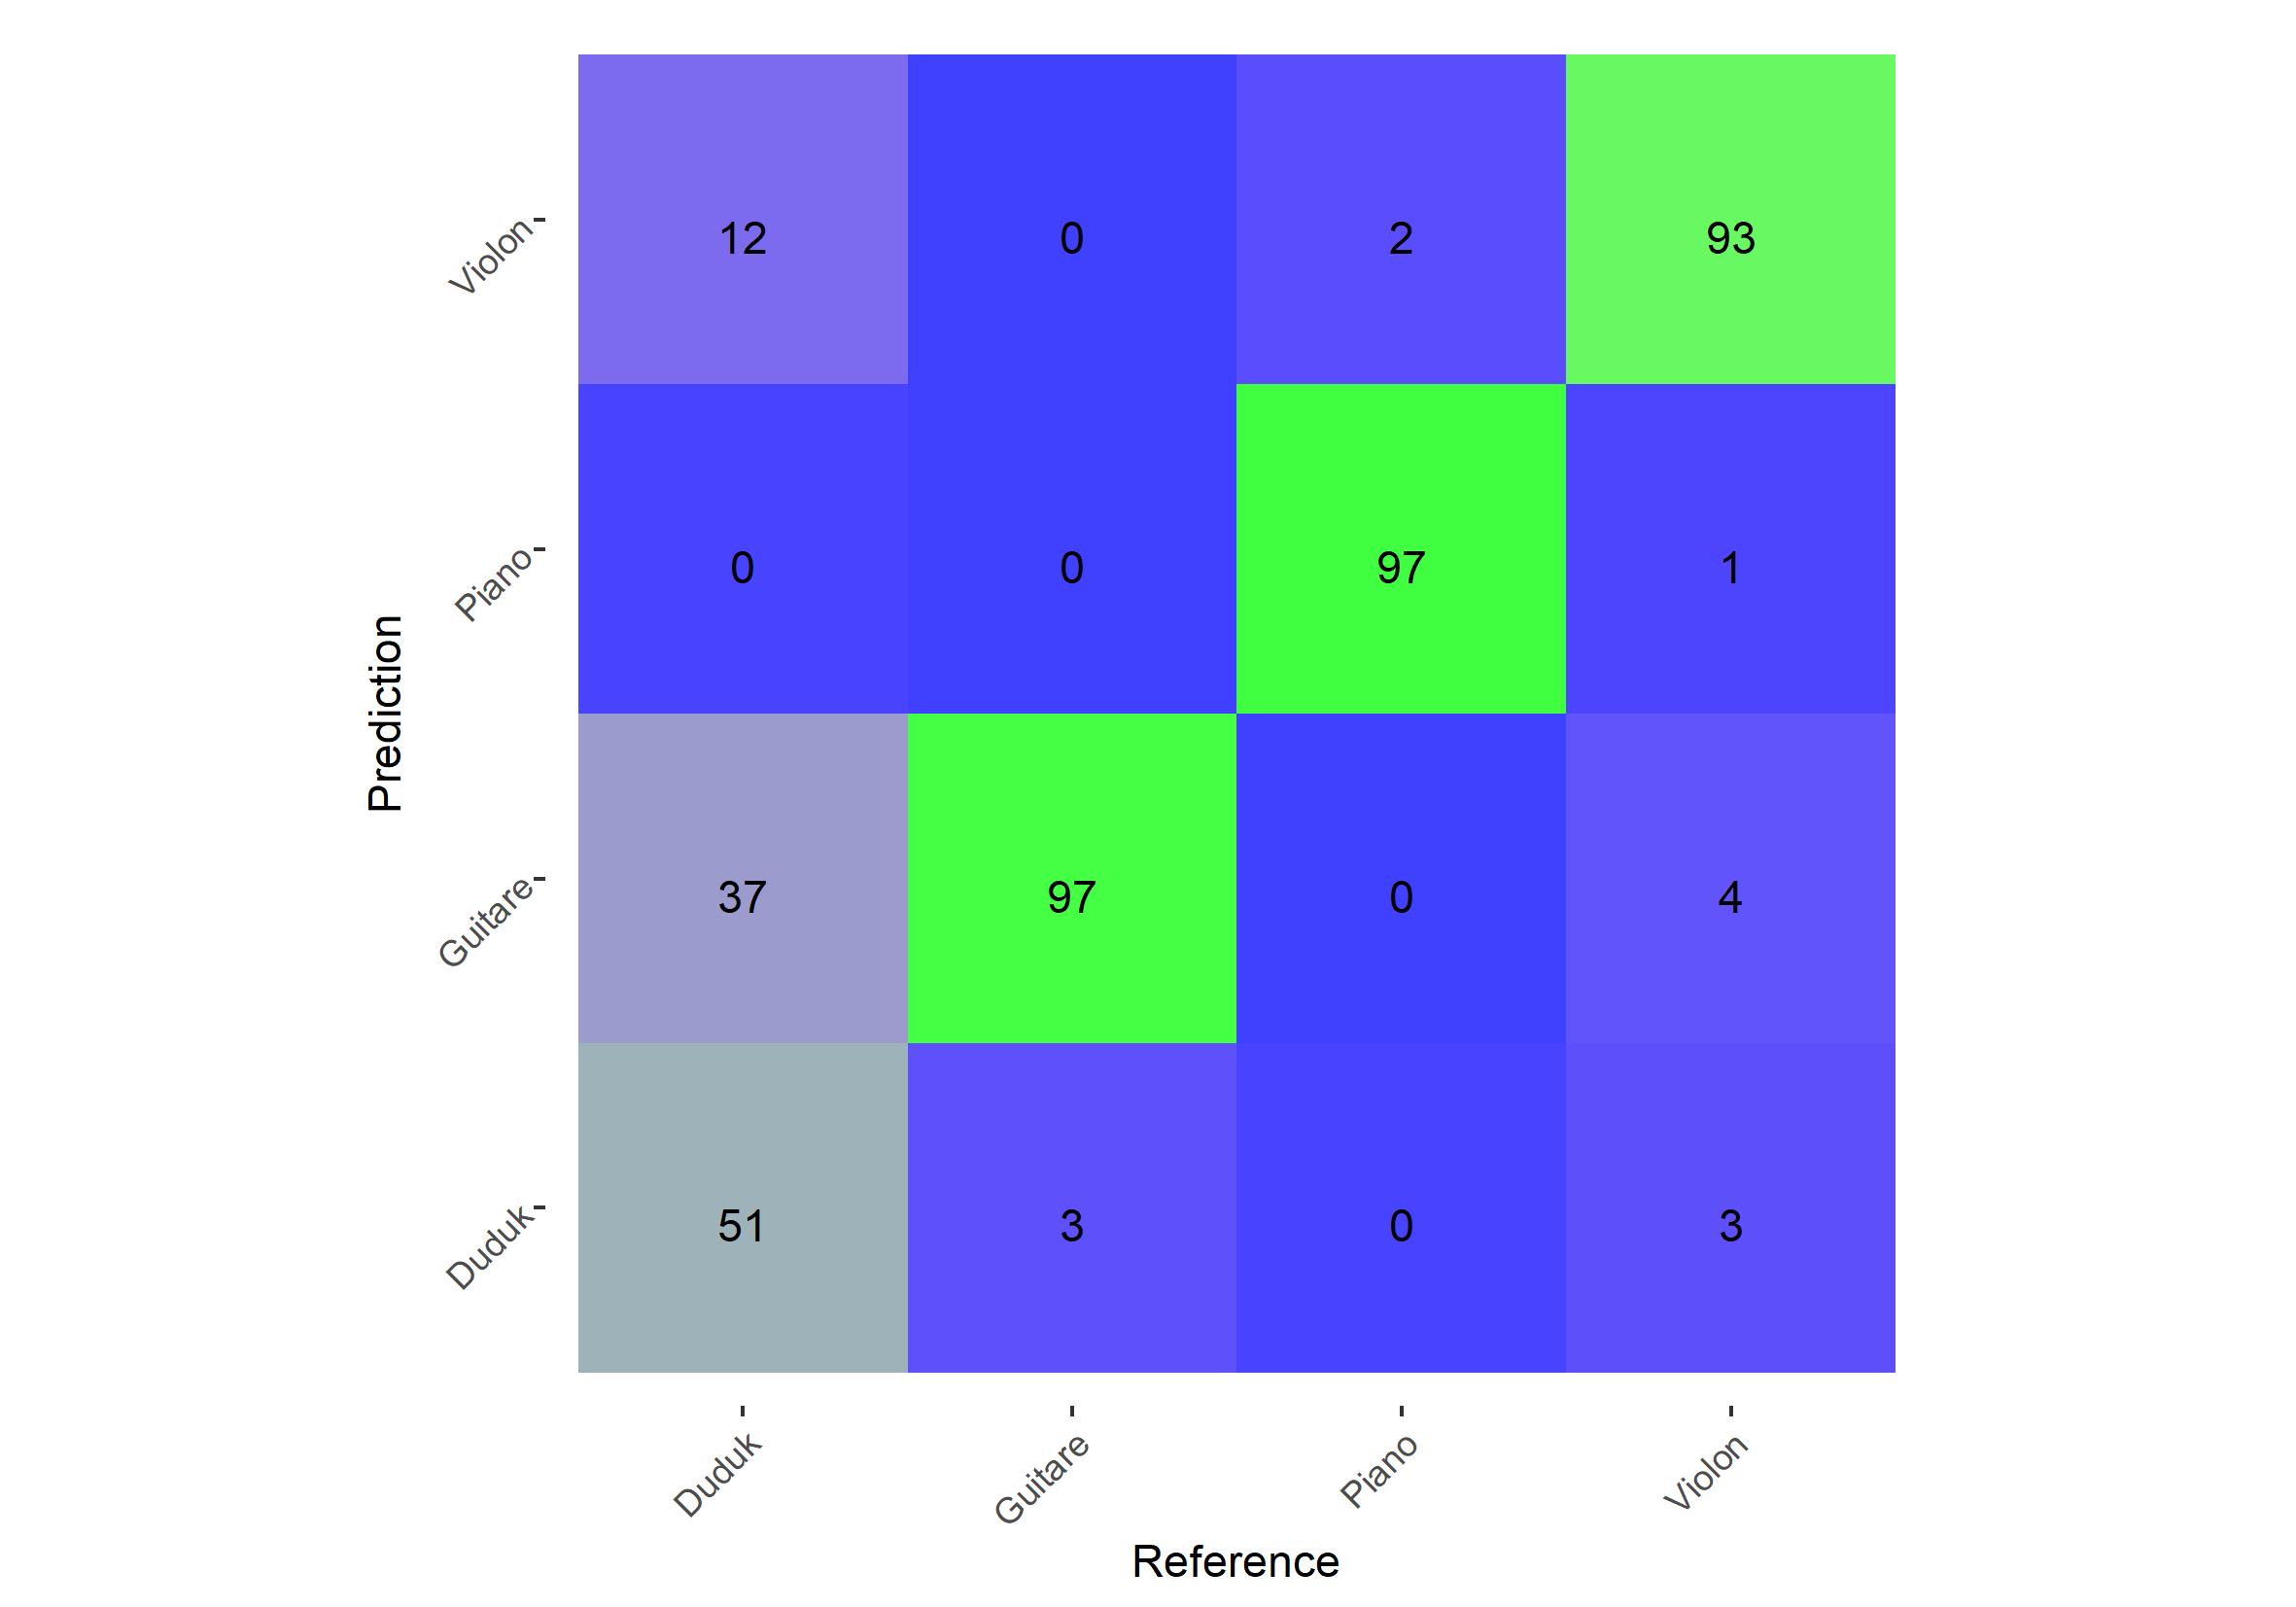 Prediction
Violon 12 0 2 93
Piano 0 0 97 1
Guitare 37 97 0 4
Duduk 51 3 0 3
Duduk Guitare Piano Violon
Reference